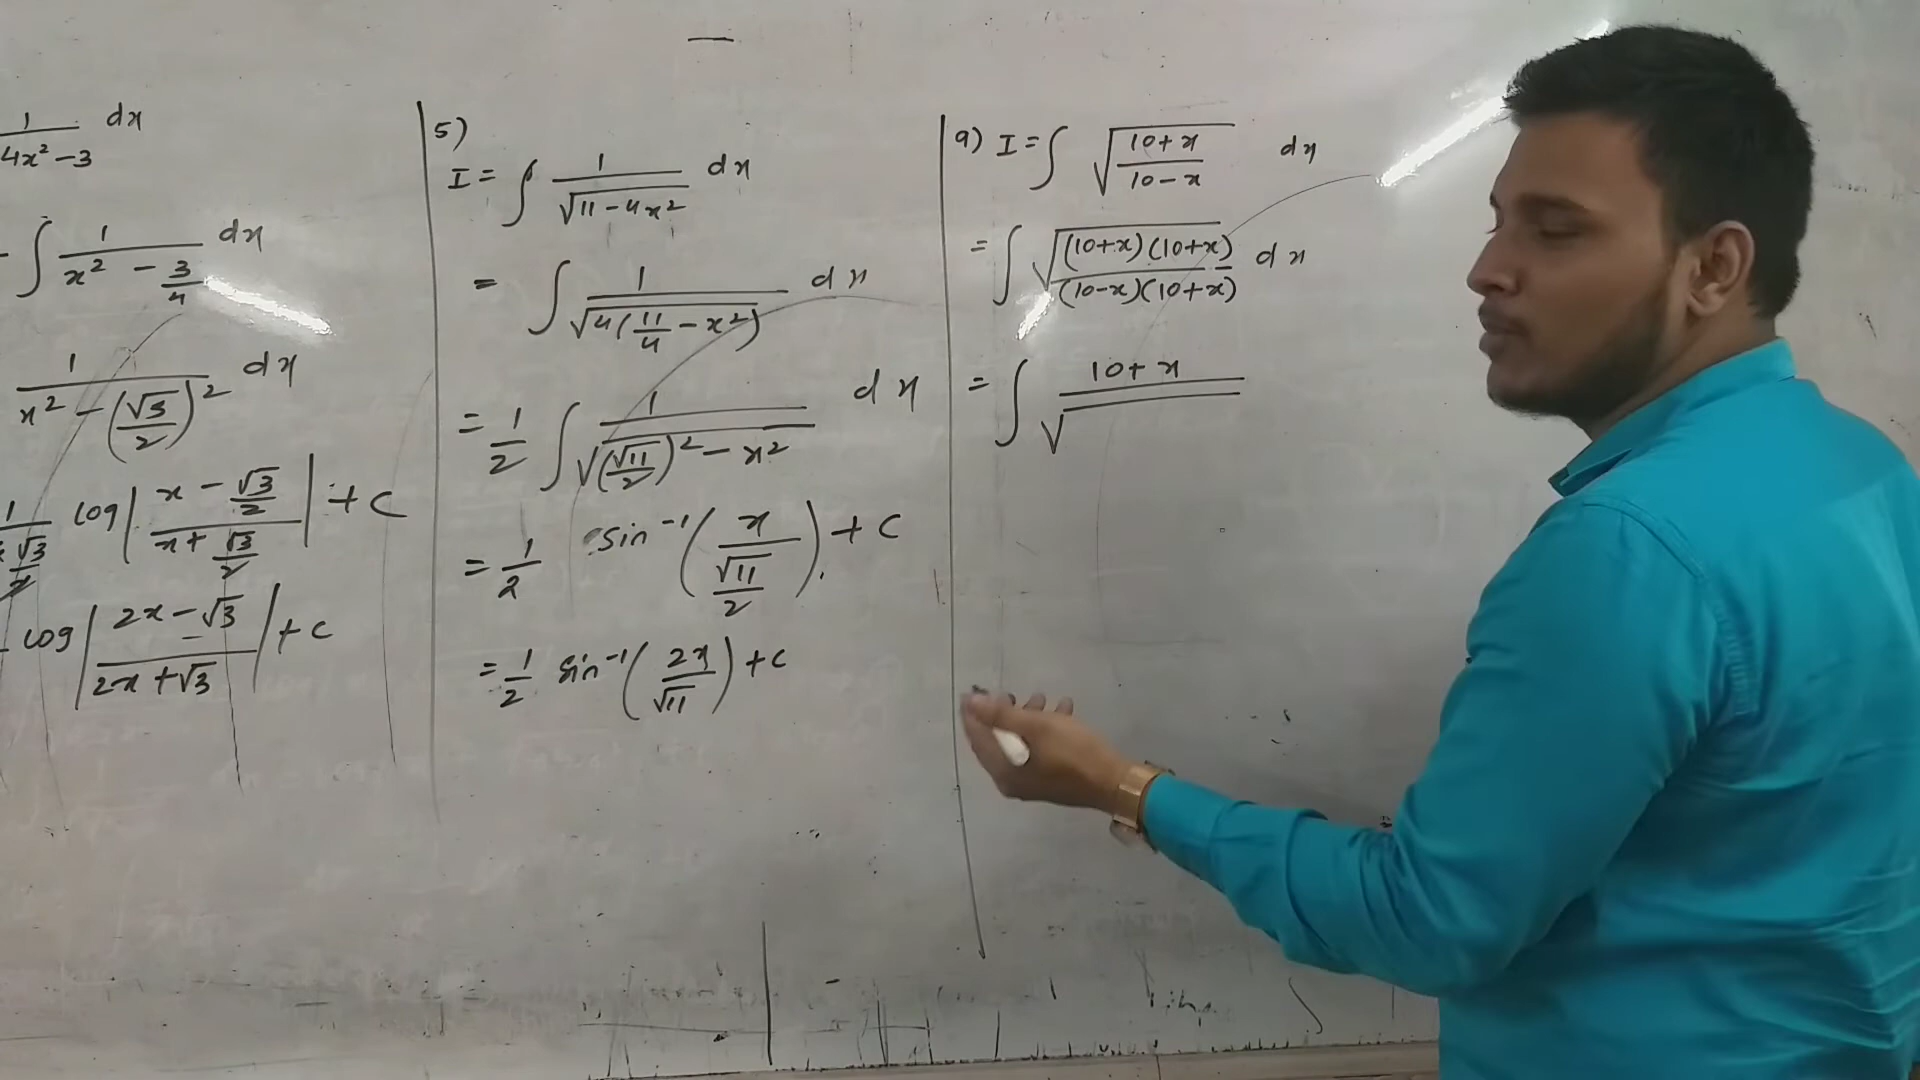 1/(4x² - 3) dx
- ∫ 1/(x² - 3/4) dx
1/(x² - (√3/2)²) dx
log | (x - √3/2)/(x + √3/2) | + C
log | (2x - √3)/(2x + √3) | + C
5)
I = ∫ 1/√(11 - 4x²) dx
= ∫ 1/√(4(11/4 - x²)) dx
= 1/2 ∫ 1/√((√11/2)² - x²) dx
= 1/2 sin⁻¹(x/(√11/2)) + C
= 1/2 sin⁻¹(2x/√11) + C
9) I = ∫ √((10+x)/(10-x)) dx
= ∫ √((10+x)(10+x)/(10-x)(10+x)) dx
= ∫ (10+x)/√